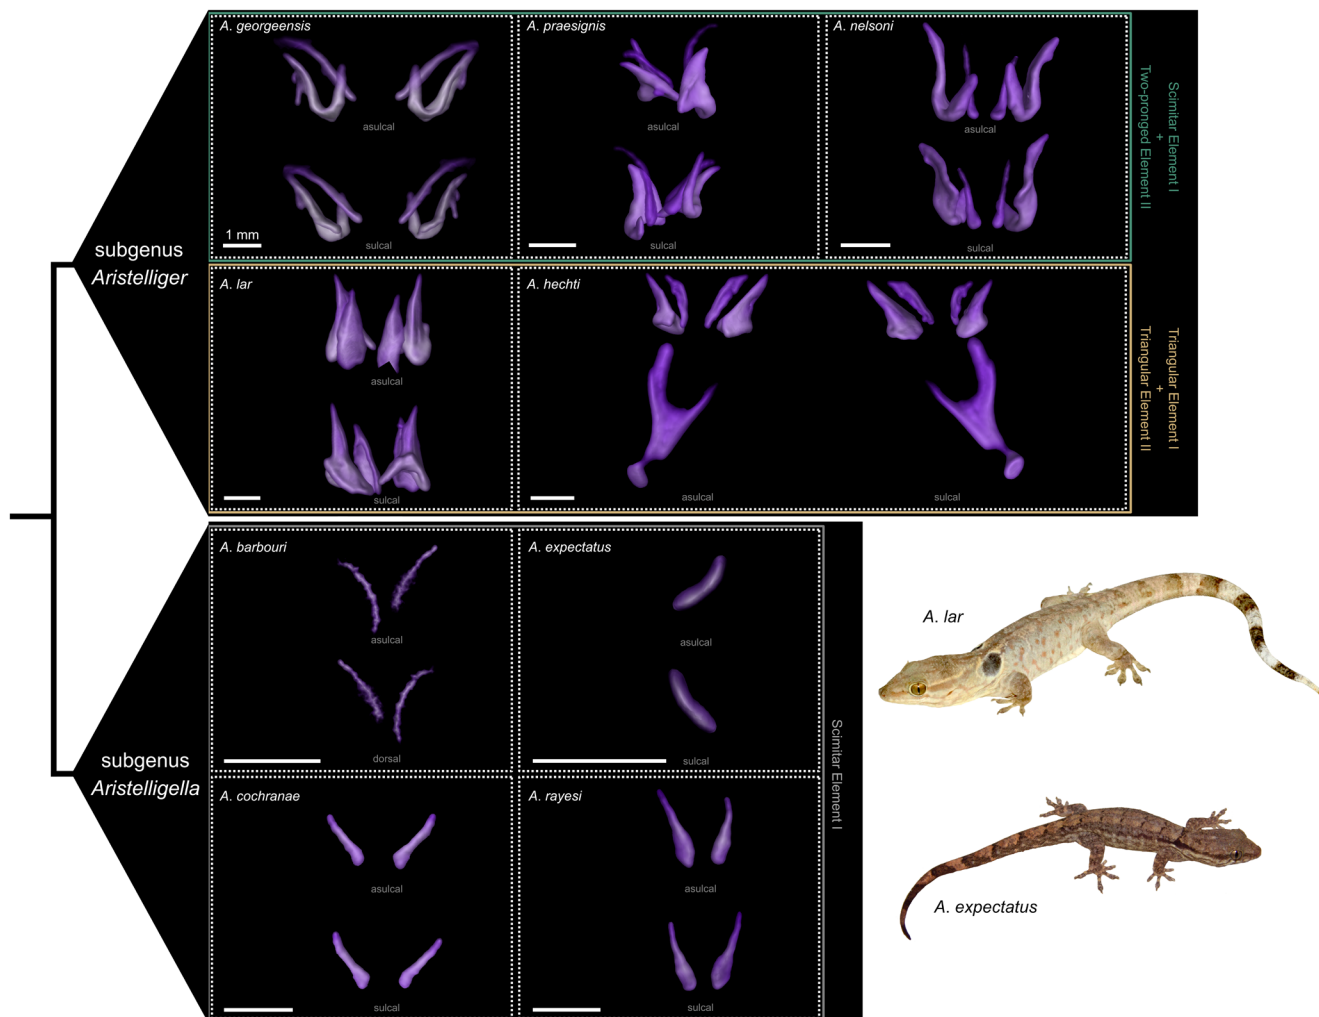 A. georgeensis
asulcal
sulcal
1 mm
A. praesignis
asulcal
sulcal
A. nelsoni
asulcal
sulcal
Scimitar Element I
+
Two-pronged Element II
subgenus
Aristelliger
A. lar
asulcal
sulcal
A. hechti
asulcal
sulcal
Triangular Element I
+
Triangular Element II
subgenus
Aristelligella
A. barbouri
asulcal
dorsal
A. expectatus
asulcal
sulcal
A. cochranae
asulcal
sulcal
A. rayesi
asulcal
sulcal
Scimitar Element I
A. lar
A. expectatus